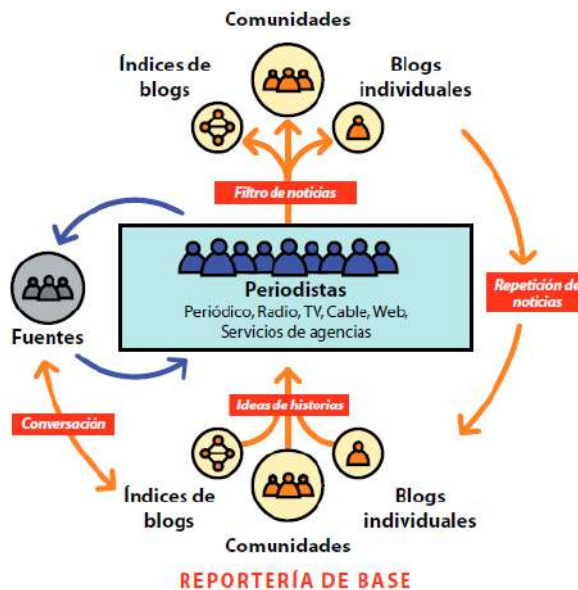 Comunidades
Índices de
blogs
Blogs
individuales
Filtro de noticias
Periodistas
Periódico, Radio, TV, Cable, Web,
Servicios de agencias
Fuentes
Repetición de
noticias
Conversación
Ideas de historias
Índices de
blogs
Blogs
individuales
Comunidades
REPORTERÍA DE BASE